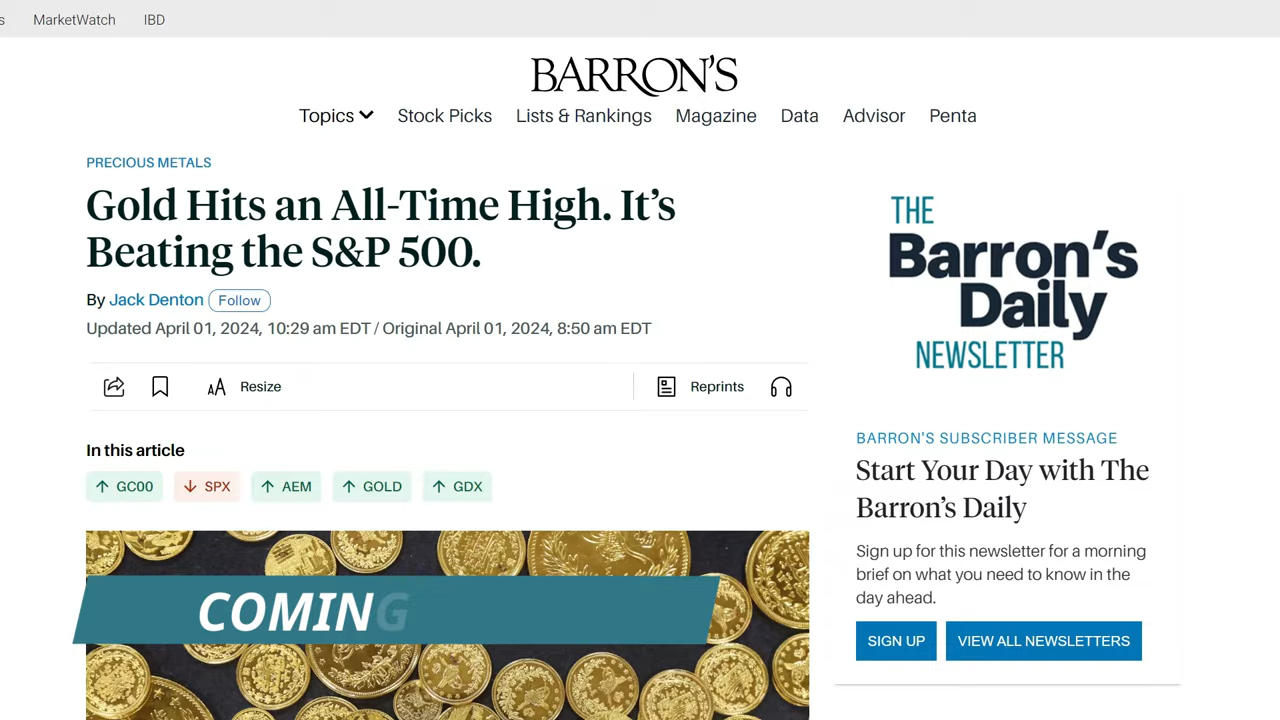 MarketWatch IBD
BARRON'S
Topics Stock Picks Lists & Rankings Magazine Data Advisor Penta
PRECIOUS METALS
Gold Hits an All-Time High. It's
Beating the S&P 500.
By Jack Denton Follow
Updated April 01, 2024, 10:29 am EDT / Original April 01, 2024, 8:50 am EDT
AA Resize Reprints
In this article
GC00 SPX AEM GOLD GDX
COMING
THE
Barron's
Daily
NEWSLETTER
BARRON'S SUBSCRIBER MESSAGE
Start Your Day with The
Barron's Daily
Sign up for this newsletter for a morning
brief on what you need to know in the
day ahead.
SIGN UP VIEW ALL NEWSLETTERS